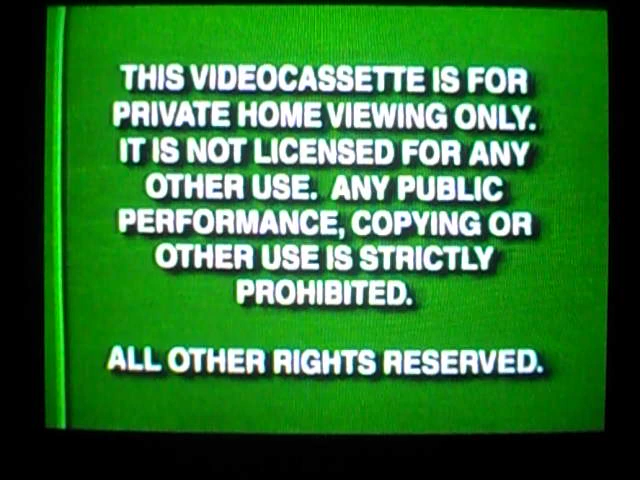 THIS VIDEOCASSETTE IS FOR
PRIVATE HOME VIEWING ONLY.
IT IS NOT LICENSED FOR ANY
OTHER USE.  ANY PUBLIC
PERFORMANCE, COPYING OR
OTHER USE IS STRICTLY
PROHIBITED.
ALL OTHER RIGHTS RESERVED.